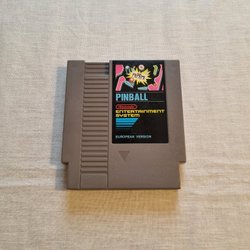 PINBALL
Nintendo
ENTERTAINMENT
SYSTEM
EUROPEAN VERSION